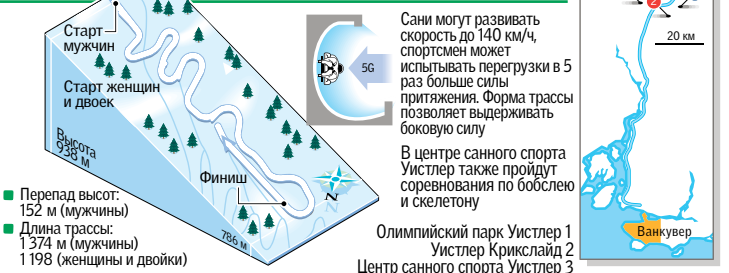 Старт
мужчин
Старт женщин
и двоек
Высота
938 м
Финиш
N
786 м
Перепад высот:
152 м (мужчины)
Длина трассы:
1 374 м (мужчины)
1 198 (женщины и двойки)
5G
Сани могут развивать
скорость до 140 км/ч,
спортсмен может
испытывать перегрузки в 5
раз больше силы
притяжения. Форма трассы
позволяет выдерживать
боковую силу
В центре санного спорта
Уистлер также пройдут
соревнования по бобслею
и скелетону
Олимпийский парк Уистлер 1
Уистлер Крикслайд 2
Центр санного спорта Уистлер 3
2
20 км
Ванкувер